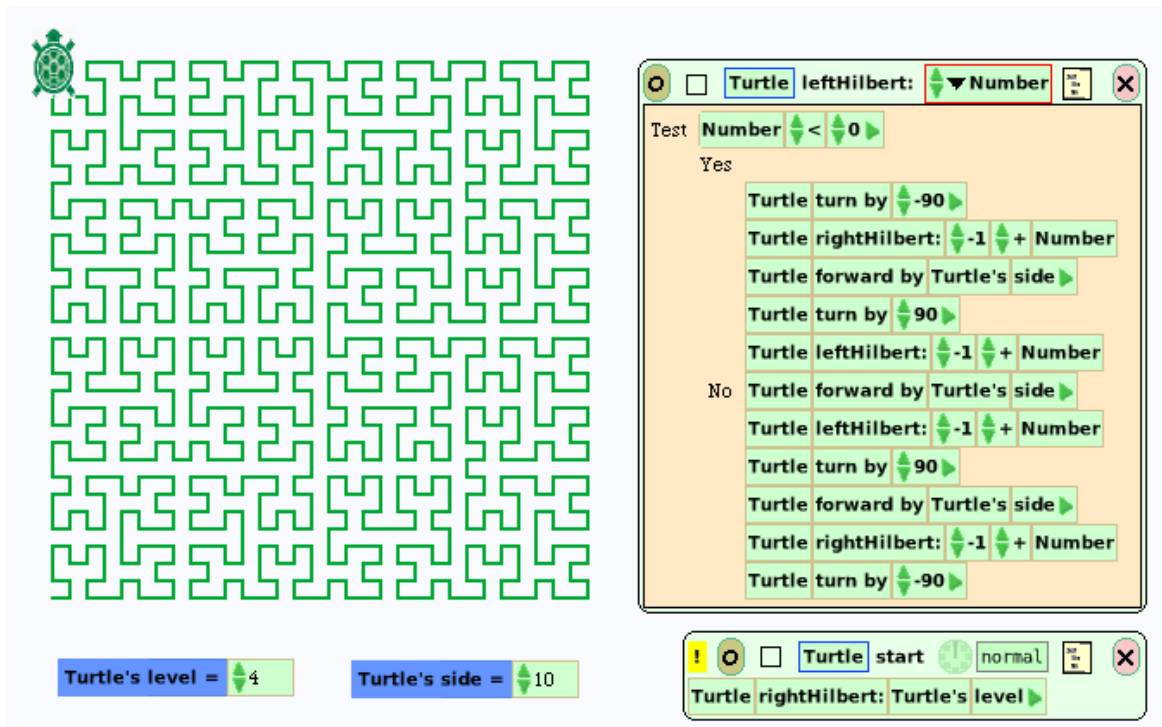 Turtle leftHilbert: Number
Test Number < 0
Yes
Turtle turn by -90
Turtle rightHilbert: -1 + Number
Turtle forward by Turtle's side
Turtle turn by 90
Turtle leftHilbert: -1 + Number
No Turtle forward by Turtle's side
Turtle leftHilbert: -1 + Number
Turtle turn by 90
Turtle forward by Turtle's side
Turtle rightHilbert: -1 + Number
Turtle turn by -90
Turtle's level = 4
Turtle's side = 10
! Turtle start normal
Turtle rightHilbert: Turtle's level